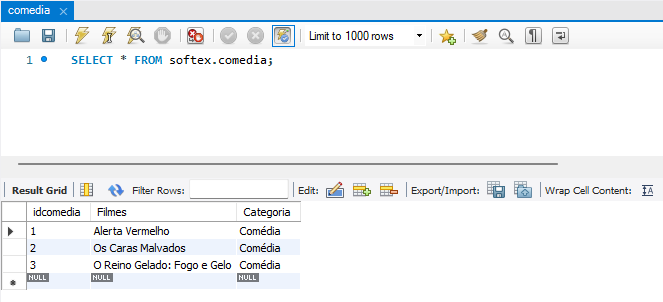 comedia
Limit to 1000 rows
1 SELECT * FROM softex.comedia;
Result Grid Filter Rows: Edit: Export/Import: Wrap Cell Content: IA
idcomedia Filmes Categoria
1 Alerta Vermelho Comédia
2 Os Caras Malvados Comédia
3 O Reino Gelado: Fogo e Gelo Comédia
NULL NULL NULL